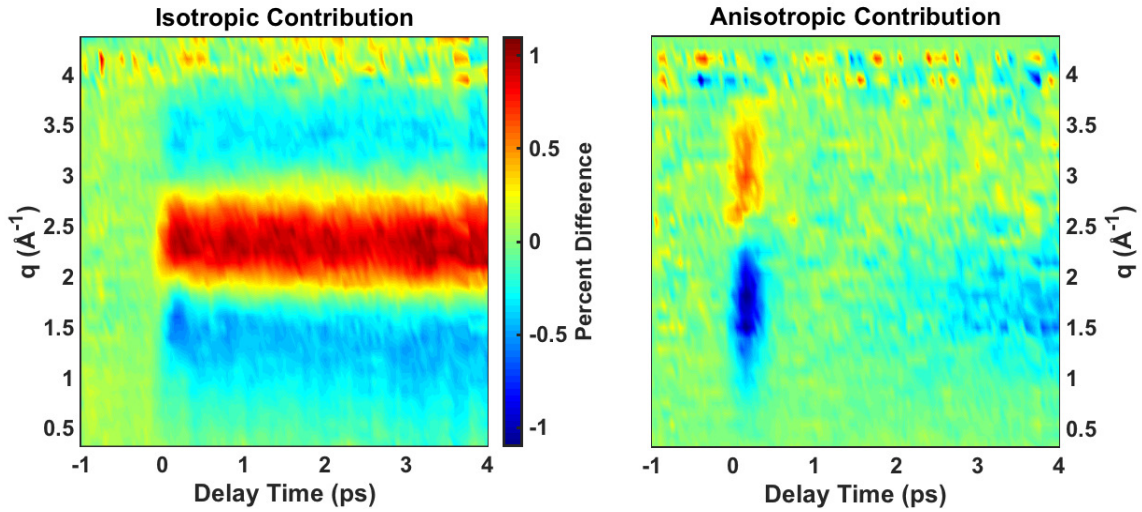 Isotropic Contribution
4
3.5
3
2.5
2
1.5
1
0.5
q (Å⁻¹)
-1 0 1 2 3 4
Delay Time (ps)
1
0.5
0
-0.5
-1
Percent Difference
Anisotropic Contribution
4
3.5
3
2.5
2
1.5
1
0.5
q (Å⁻¹)
-1 0 1 2 3 4
Delay Time (ps)